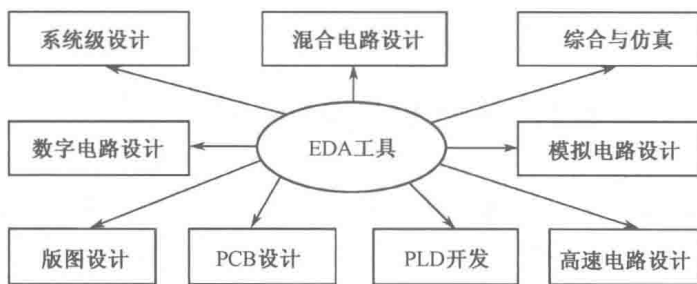 系统级设计
混合电路设计
综合与仿真
数字电路设计
EDA工具
模拟电路设计
版图设计
PCB设计
PLD开发
高速电路设计